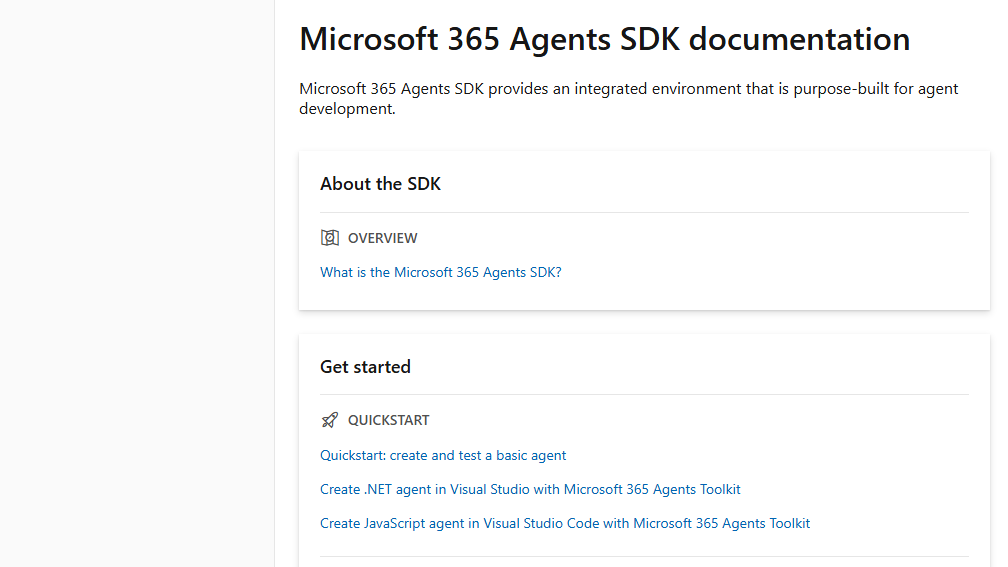 Microsoft 365 Agents SDK documentation
Microsoft 365 Agents SDK provides an integrated environment that is purpose-built for agent
development.
About the SDK
OVERVIEW
What is the Microsoft 365 Agents SDK?
Get started
QUICKSTART
Quickstart: create and test a basic agent
Create .NET agent in Visual Studio with Microsoft 365 Agents Toolkit
Create JavaScript agent in Visual Studio Code with Microsoft 365 Agents Toolkit